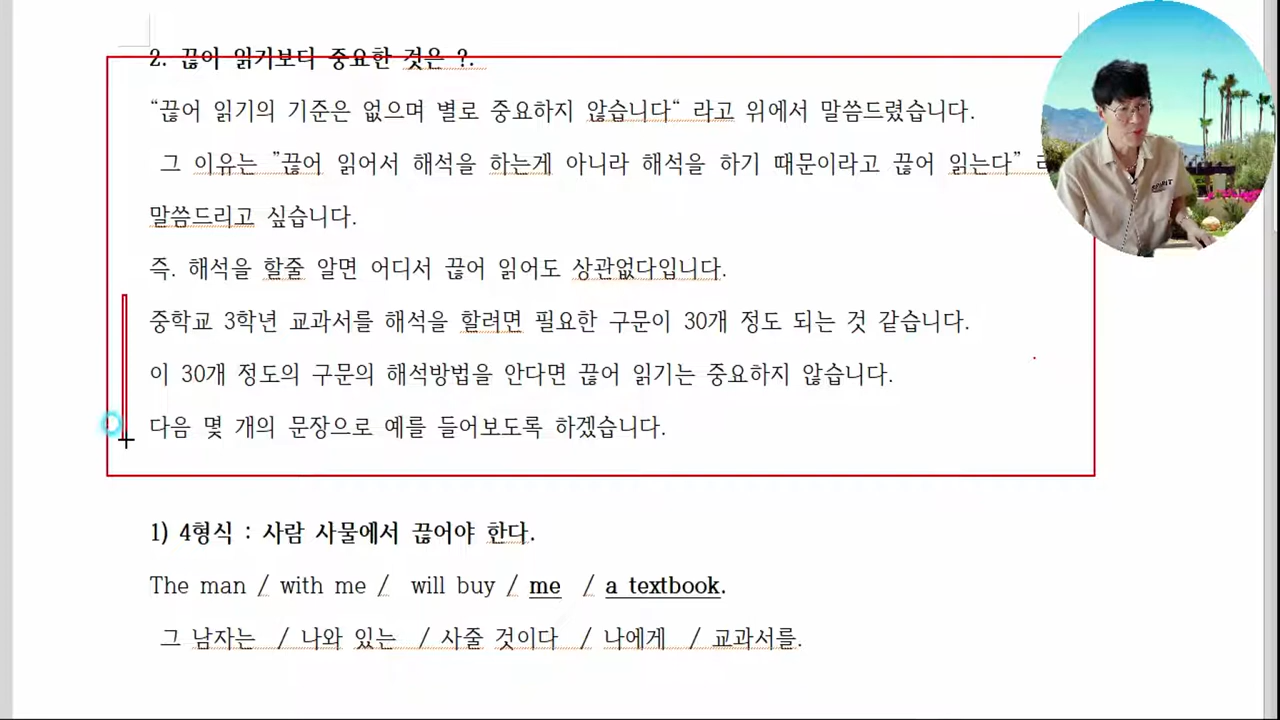 2. 끊어 읽기보다 중요한 것은 ?.
“끊어 읽기의 기준은 없으며 별로 중요하지 않습니다“ 라고 위에서 말씀드렸습니다.
그 이유는 ”끊어 읽어서 해석을 하는게 아니라 해석을 하기 때문이라고 끊어 읽는다”
말씀드리고 싶습니다.
즉. 해석을 할줄 알면 어디서 끊어 읽어도 상관없다입니다.
중학교 3학년 교과서를 해석을 할려면 필요한 구문이 30개 정도 되는 것 같습니다.
이 30개 정도의 구문의 해석방법을 안다면 끊어 읽기는 중요하지 않습니다.
다음 몇 개의 문장으로 예를 들어보도록 하겠습니다.
1) 4형식 : 사람 사물에서 끊어야 한다.
The man / with me / will buy / me / a textbook.
그 남자는 / 나와 있는 / 사줄 것이다 / 나에게 / 교과서를.